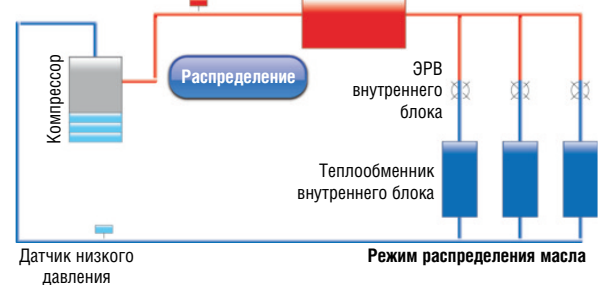 Компрессор
Распределение
ЭРВ
внутреннего
блока
Теплообменник
внутреннего блока
Датчик низкого
давления
Режим распределения масла